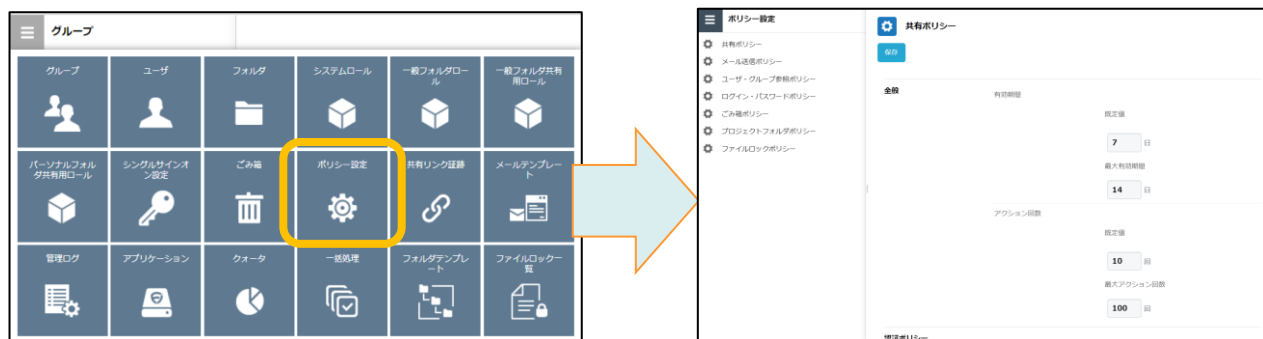 グループ
グループ
ユーザ
フォルダ
システムロール
一般フォルダロー
ル
一般フォルダ共有
用ロール
パーソナルフォル
ダ共有用ロール
シングルサインオ
ン設定
ごみ箱
ポリシー設定
共有リンク証跡
メールテンプレー
ト
管理ログ
アプリケーション
クォータ
一括処理
フォルダテンプレ
ート
ファイルロック一
覧
ポリシー設定
共有ポリシー
メール送信ポリシー
ユーザ・グループ参照ポリシー
ログイン・パスワードポリシー
ごみ箱ポリシー
プロジェクトフォルダポリシー
ファイルロックポリシー
共有ポリシー
保存
全般
有効期間
既定値
7 日
最大有効期間
14 日
アクション回数
既定値
10 回
最大アクション回数
100 回